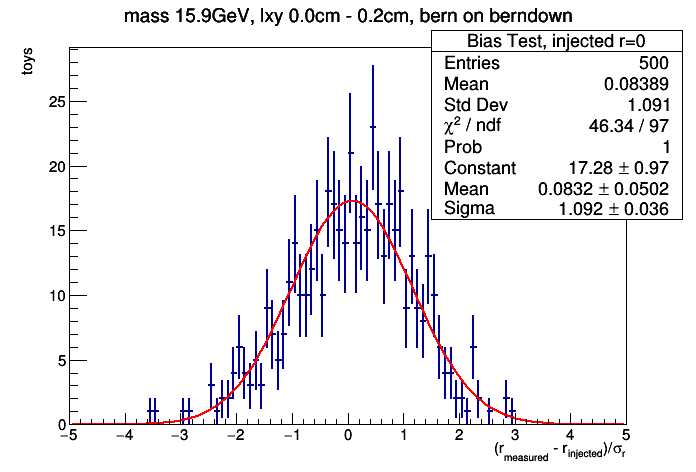 mass 15.9GeV, lxy 0.0cm - 0.2cm, bern on berndown
Bias Test, injected r=0
Entries 500
Mean 0.08389
Std Dev 1.091
χ² / ndf 46.34 / 97
Prob 1
Constant 17.28 ± 0.97
Mean 0.0832 ± 0.0502
Sigma 1.092 ± 0.036
toys
25
20
15
10
5
0
−5 −4 −3 −2 −1 0 1 2 3 4 5
(r_measured - r_injected)/σ_r